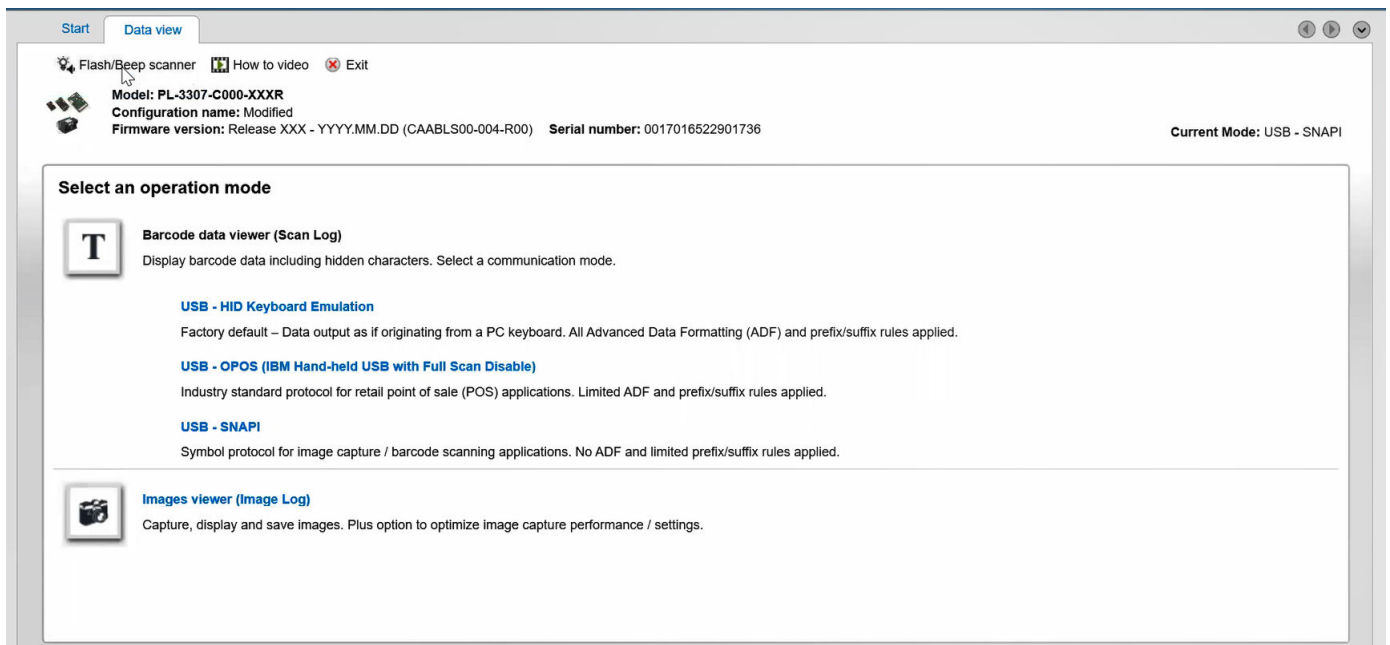 Start Data view
Flash/Beep scanner How to video Exit
Model: PL-3307-C000-XXXR
Configuration name: Modified
Firmware version: Release XXX - YYYY.MM.DD (CAABLS00-004-R00) Serial number: 0017016522901736
Current Mode: USB - SNAPI
Select an operation mode
T
Barcode data viewer (Scan Log)
Display barcode data including hidden characters. Select a communication mode.
USB - HID Keyboard Emulation
Factory default – Data output as if originating from a PC keyboard. All Advanced Data Formatting (ADF) and prefix/suffix rules applied.
USB - OPOS (IBM Hand-held USB with Full Scan Disable)
Industry standard protocol for retail point of sale (POS) applications. Limited ADF and prefix/suffix rules applied.
USB - SNAPI
Symbol protocol for image capture / barcode scanning applications. No ADF and limited prefix/suffix rules applied.
Images viewer (Image Log)
Capture, display and save images. Plus option to optimize image capture performance / settings.